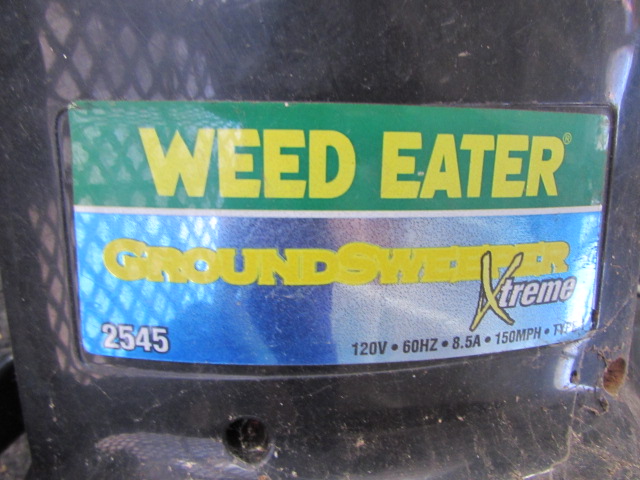 WEED EATER®
GROUNDSWEEPER
Xtreme
2545
120V • 60HZ • 8.5A • 150MPH •